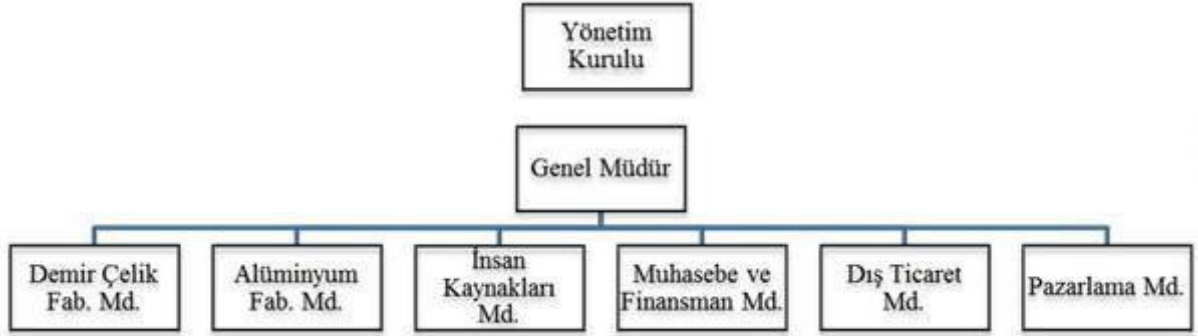 Yönetim
Kurulu
Genel Müdür
Demir Çelik
Fab. Md.
Alüminyum
Fab. Md.
İnsan
Kaynakları
Md.
Muhasebe ve
Finansman Md.
Dış Ticaret
Md.
Pazarlama Md.